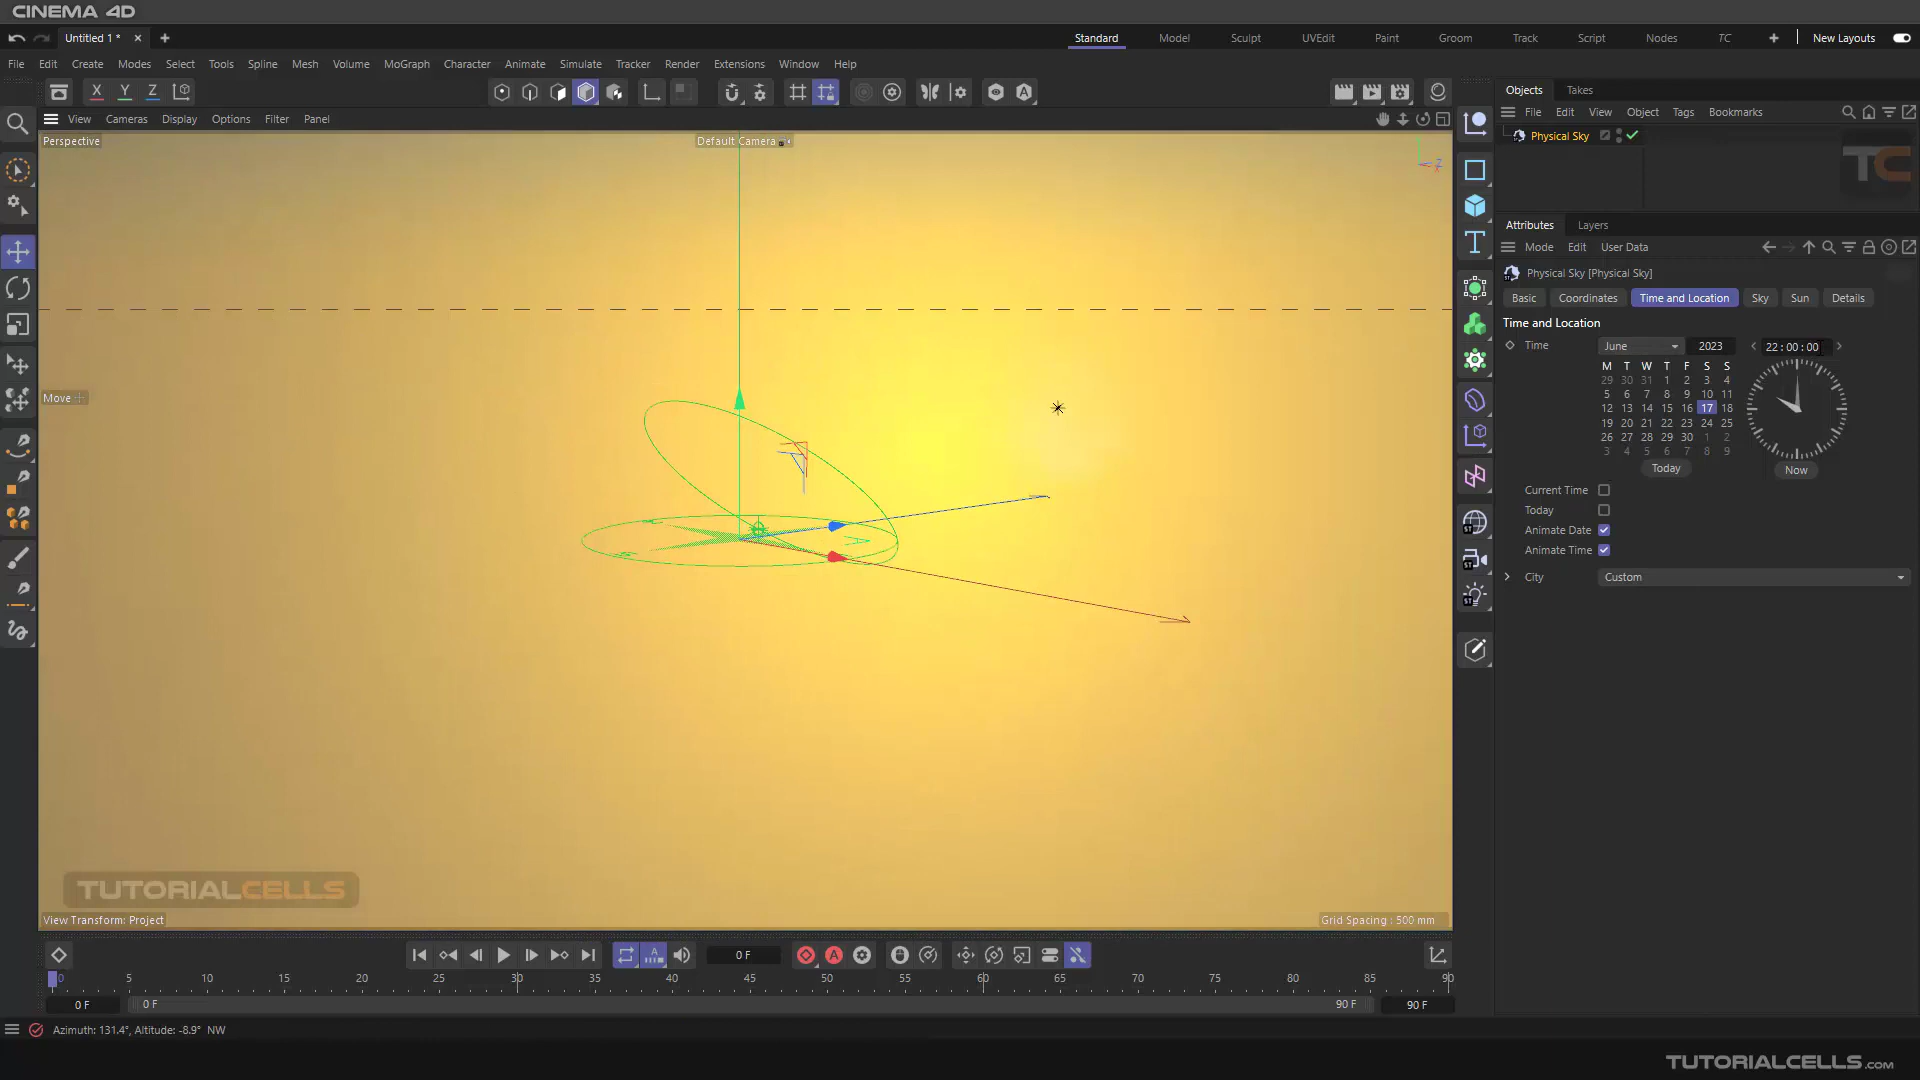 CINEMA 4D
Untitled 1 *
Standard Model Sculpt UVEdit Paint Groom Track Script Nodes TC New Layouts
File Edit Create Modes Select Tools Spline Mesh Volume MoGraph Character Animate Simulate Tracker Render Extensions Window Help
X Y Z
Objects Takes
View Cameras Display Options Filter Panel
File Edit View Object Tags Bookmarks
Perspective
Default Camera
Physical Sky
TC
Attributes Layers
Mode Edit User Data
Physical Sky [Physical Sky]
Basic Coordinates Time and Location Sky Sun Details
Time and Location
Time June 2023 22 : 00 : 00
M T W T F S S
29 30 31 1 2 3 4
5 6 7 8 9 10 11
12 13 14 15 16 17 18
19 20 21 22 23 24 25
26 27 28 29 30 1 2
3 4 5 6 7 8 9
Today Now
Current Time
Today
Animate Date
Animate Time
City Custom
Move
TUTORIALCELLS
View Transform: Project
Grid Spacing : 500 mm
0 F
0 5 10 15 20 25 30 35 40 45 50 55 60 65 70 75 80 85 90
0 F 0 F 90 F 90 F
Azimuth: 131.4°, Altitude: -8.9° NW
TUTORIALCELLS.com